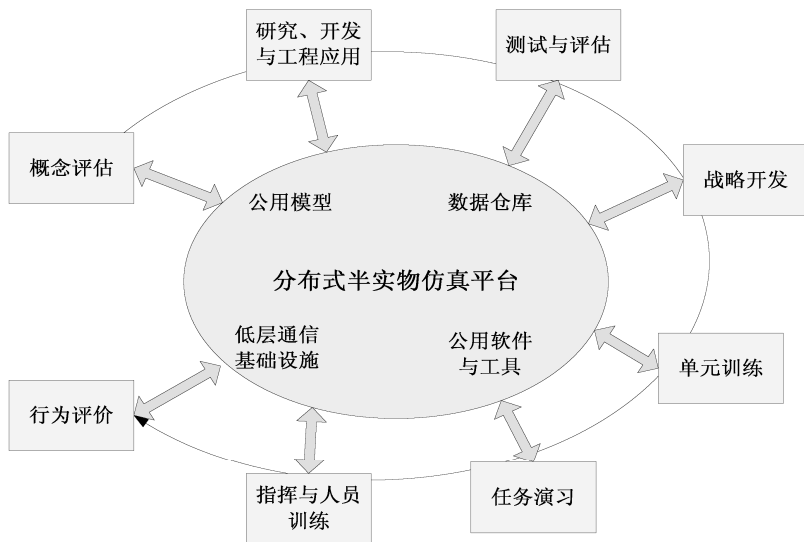 研究、开发
与工程应用
测试与评估
概念评估
战略开发
公用模型
数据仓库
分布式半实物仿真平台
低层通信
基础设施
公用软件
与工具
单元训练
行为评价
指挥与人员
训练
任务演习